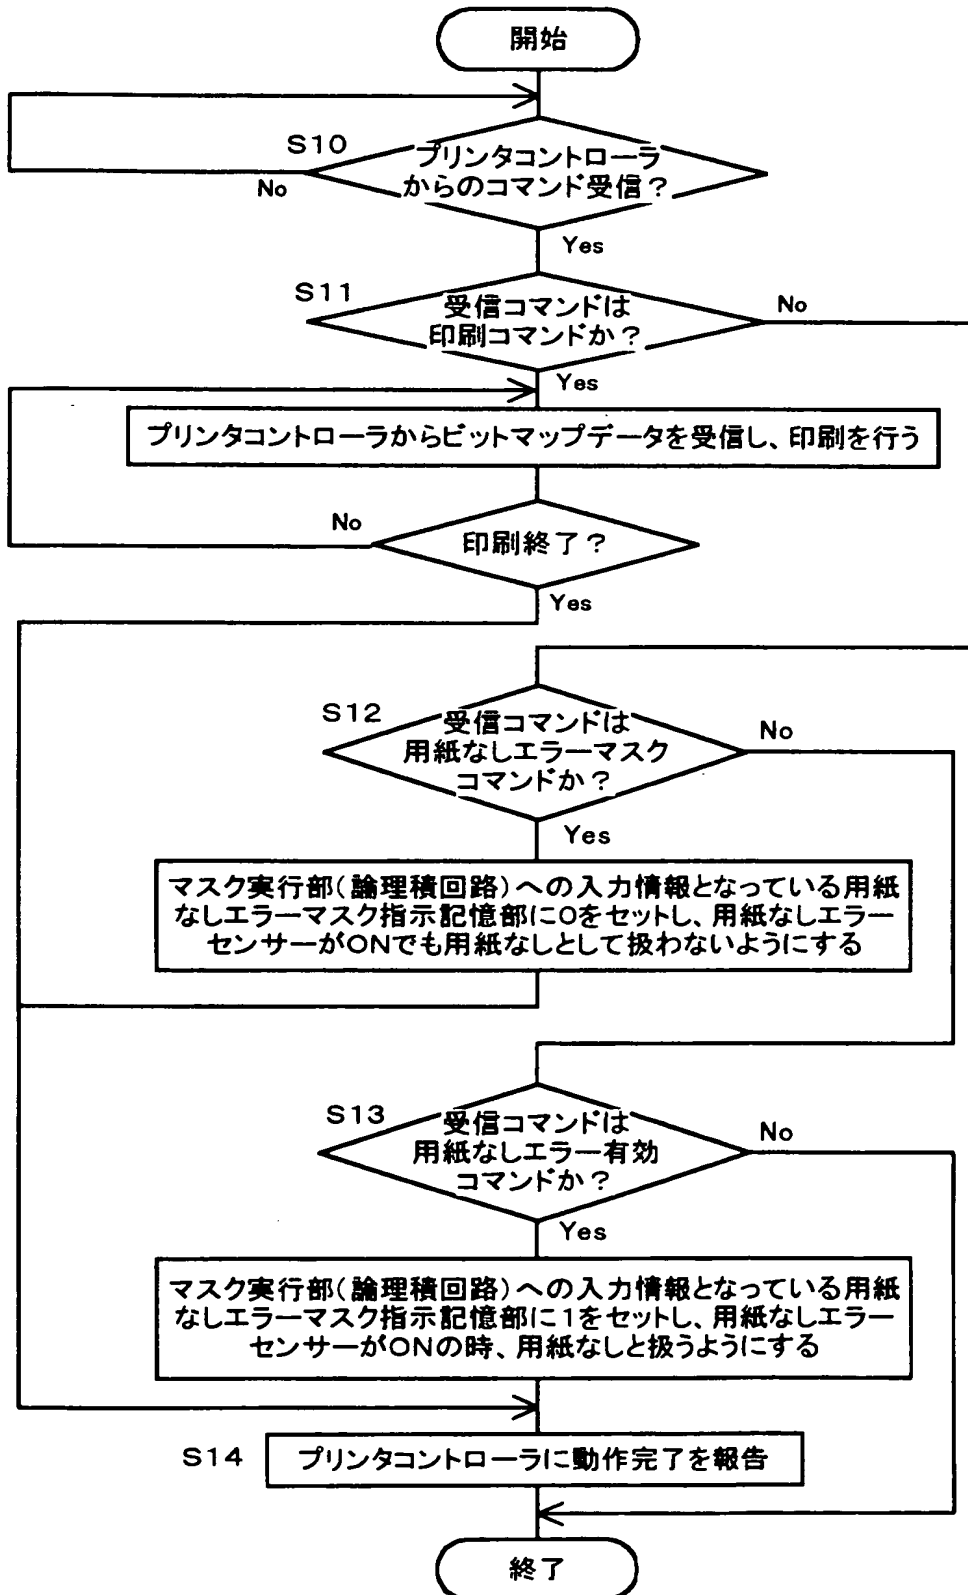 開始
S10
プリンタコントローラ
からのコマンド受信？
No
Yes
S11
受信コマンドは
印刷コマンドか？
No
Yes
プリンタコントローラからビットマップデータを受信し、印刷を行う
No
印刷終了？
Yes
S12
受信コマンドは
用紙なしエラーマスク
コマンドか？
No
Yes
マスク実行部（論理積回路）への入力情報となっている用紙
なしエラーマスク指示記憶部に0をセットし、用紙なしエラー
センサーがONでも用紙なしとして扱わないようにする
S13
受信コマンドは
用紙なしエラー有効
コマンドか？
No
Yes
マスク実行部（論理積回路）への入力情報となっている用紙
なしエラーマスク指示記憶部に1をセットし、用紙なしエラー
センサーがONの時、用紙なしと扱うようにする
S14
プリンタコントローラに動作完了を報告
終了